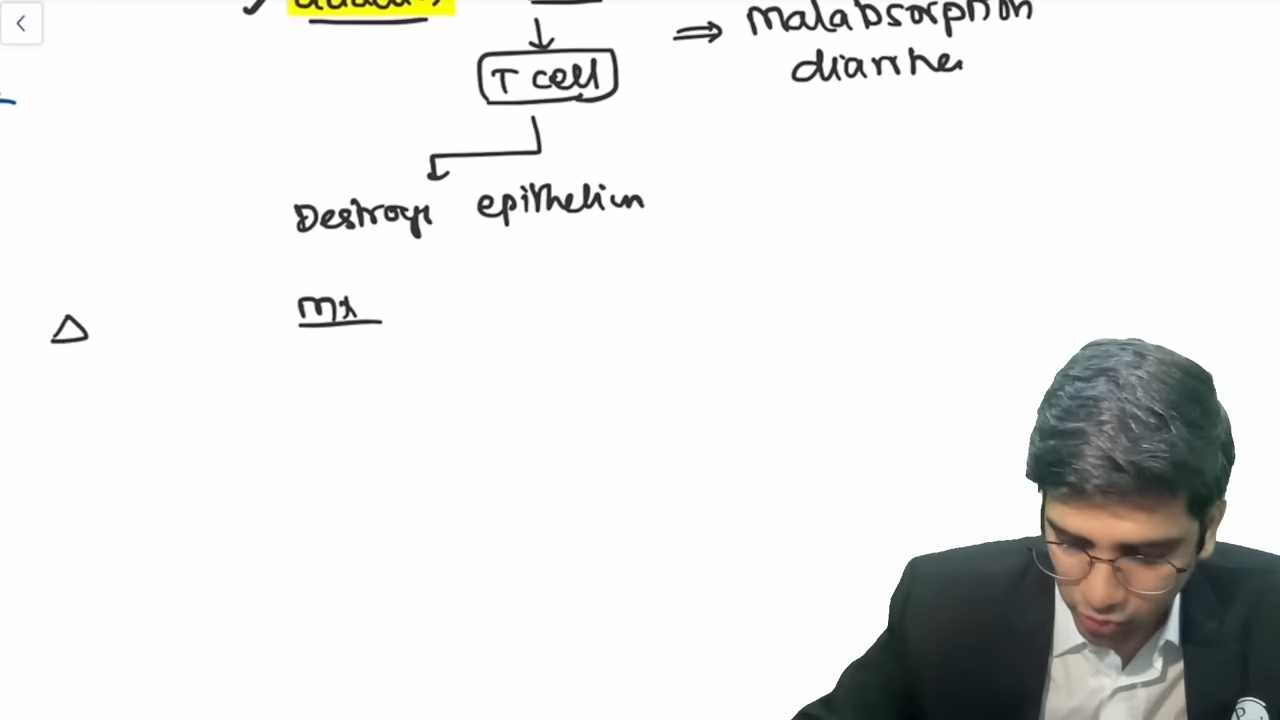 malabsorption
T cell ⇒ diarrhea
Destroys epithelium
Δ Mx